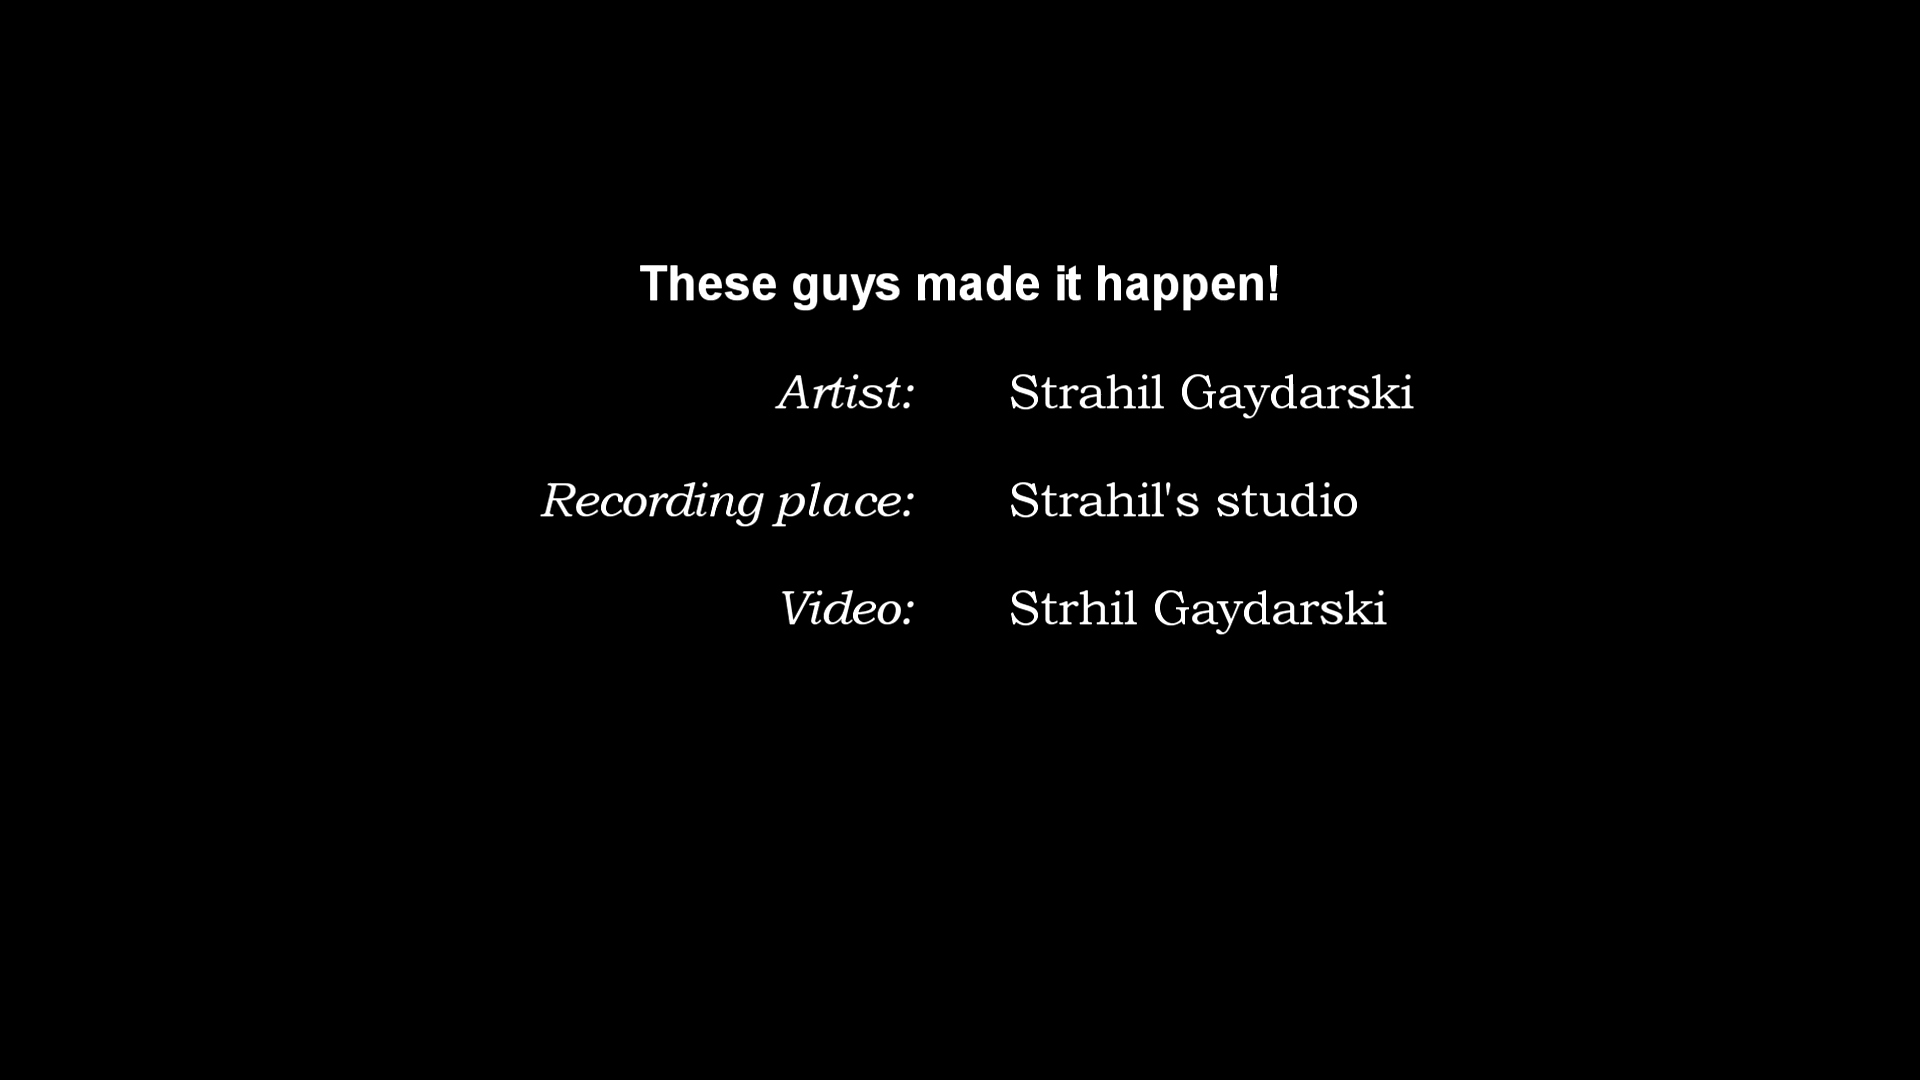 These guys made it happen!
Artist: Strahil Gaydarski
Recording place: Strahil's studio
Video: Strhil Gaydarski